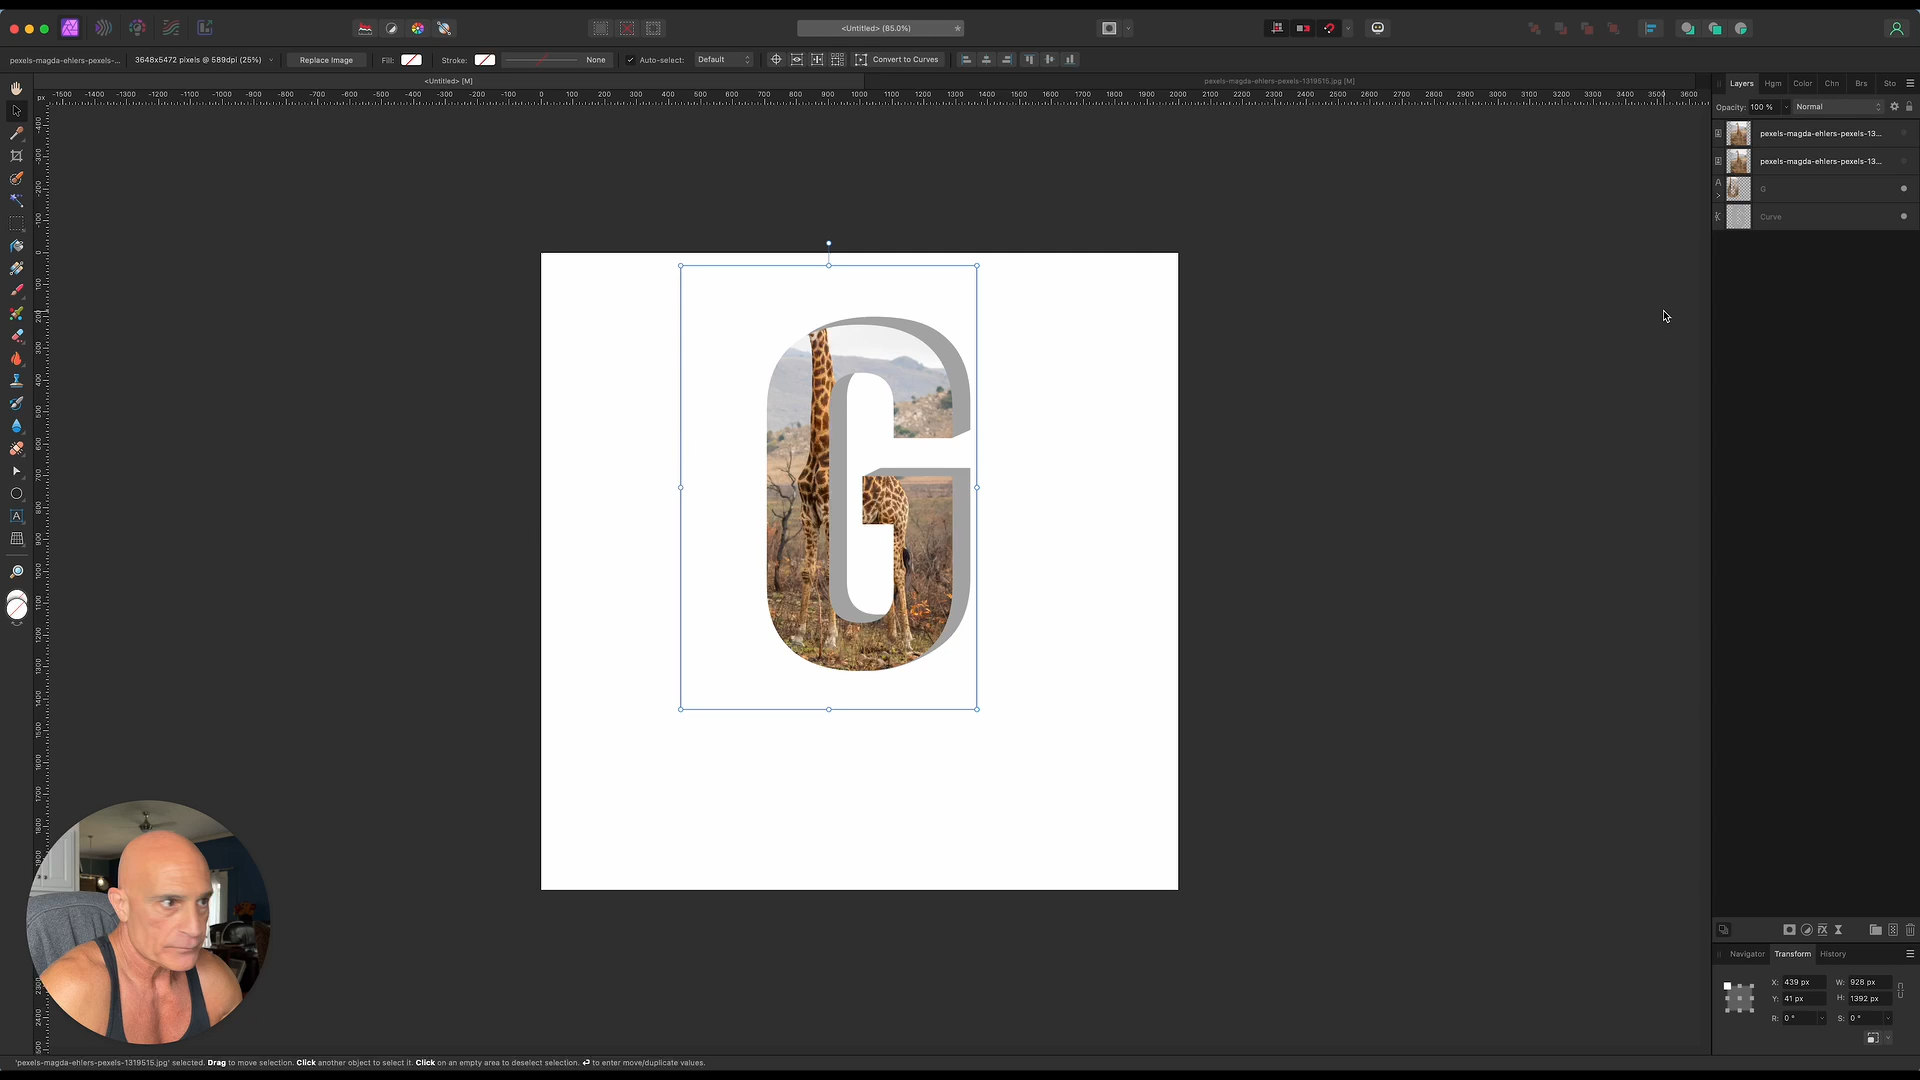 <Untitled> (85.0%)
*
pexels-magda-ehlers-pexels-... 3648x5472 pixels @ 589dpi (25%) Replace Image Fill: Stroke: None Auto-select: Default Convert to Curves
<Untitled> [M] pexels-magda-ehlers-pexels-1319515.jpg [M]
px -1500 -1400 -1300 -1200 -1100 -1000 -900 -800 -700 -600 -500 -400 -300 -200 -100 0 100 200 300 400 500 600 700 800 900 1000 1100 1200 1300 1400 1500 1600 1700 1800 1900 2000 2100 2200 2300 2400 2500 2600 2700 2800 2900 3000 3100 3200 3300 3400 3500 3600
Layers Hgm Color Chn Brs Sto
Opacity: 100 % Normal
pexels-magda-ehlers-pexels-13...
pexels-magda-ehlers-pexels-13...
A G
Curve
G
Navigator Transform History
X: 439 px W: 928 px
Y: 41 px H: 1392 px
R: 0 ° S: 0 °
'pexels-magda-ehlers-pexels-1319515.jpg' selected. Drag to move selection. Click another object to select it. Click on an empty area to deselect selection. ↵ to enter move/duplicate values.